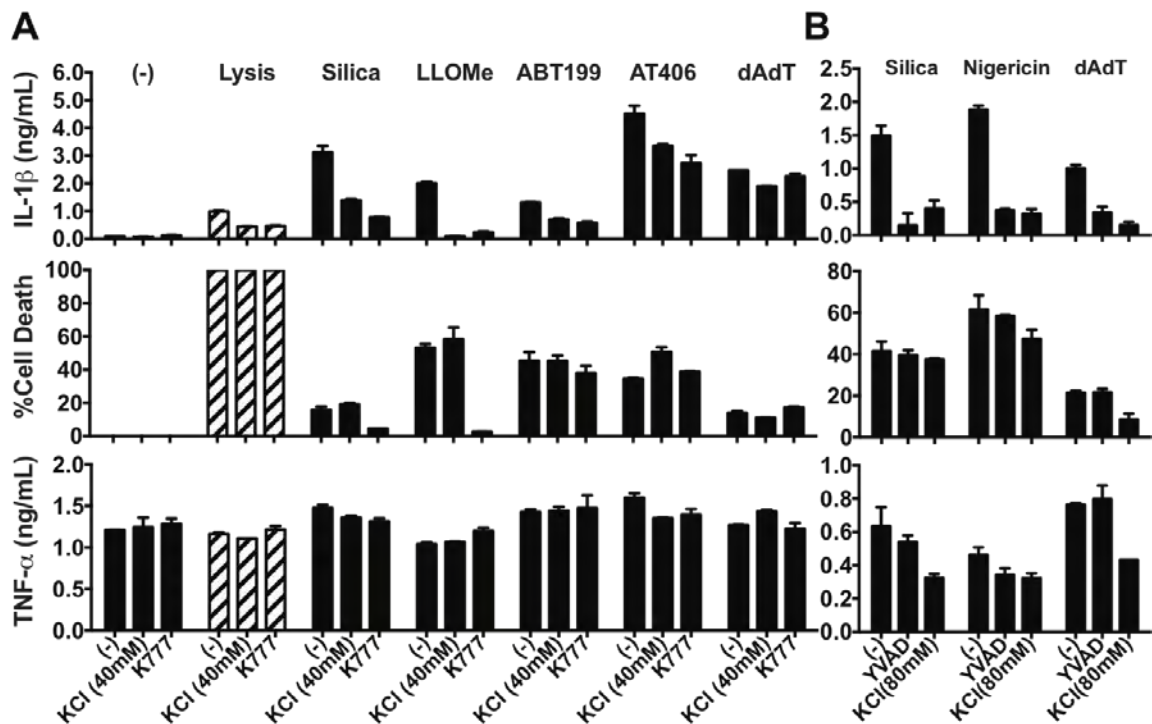 A
B
(-) Lysis Silica LLOMe ABT199 AT406 dAdT
Silica Nigericin dAdT
IL-1β (ng/mL)
6.0
5.0
4.0
3.0
2.0
1.0
0.0
2.5
2.0
1.5
1.0
0.5
0.0
%Cell Death
100
80
60
40
20
0
80
60
40
20
0
TNF-α (ng/mL)
2.0
1.5
1.0
0.5
0.0
1.0
0.8
0.6
0.4
0.2
0.0
(-)
KCl (40mM)
K777
(-)
KCl (40mM)
K777
(-)
KCl (40mM)
K777
(-)
KCl (40mM)
K777
(-)
KCl (40mM)
K777
(-)
KCl (40mM)
K777
(-)
KCl (40mM)
K777
(-)
YVAD
KCl(80mM)
(-)
YVAD
KCl(80mM)
(-)
YVAD
KCl(80mM)